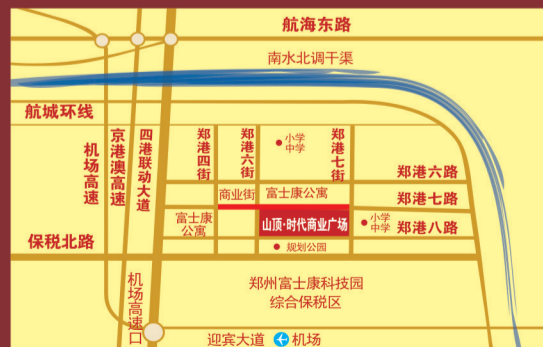 航海东路
南水北调干渠
航城环线
机场高速
京港澳高速
四港联动大道
郑港四街
郑港六街
小学
中学
郑港七街
郑港六路
商业街
富士康公寓
郑港七路
富士康
公寓
山顶·时代商业广场
小学
中学
郑港八路
保税北路
规划公园
机场高速口
郑州富士康科技园
综合保税区
迎宾大道
机场